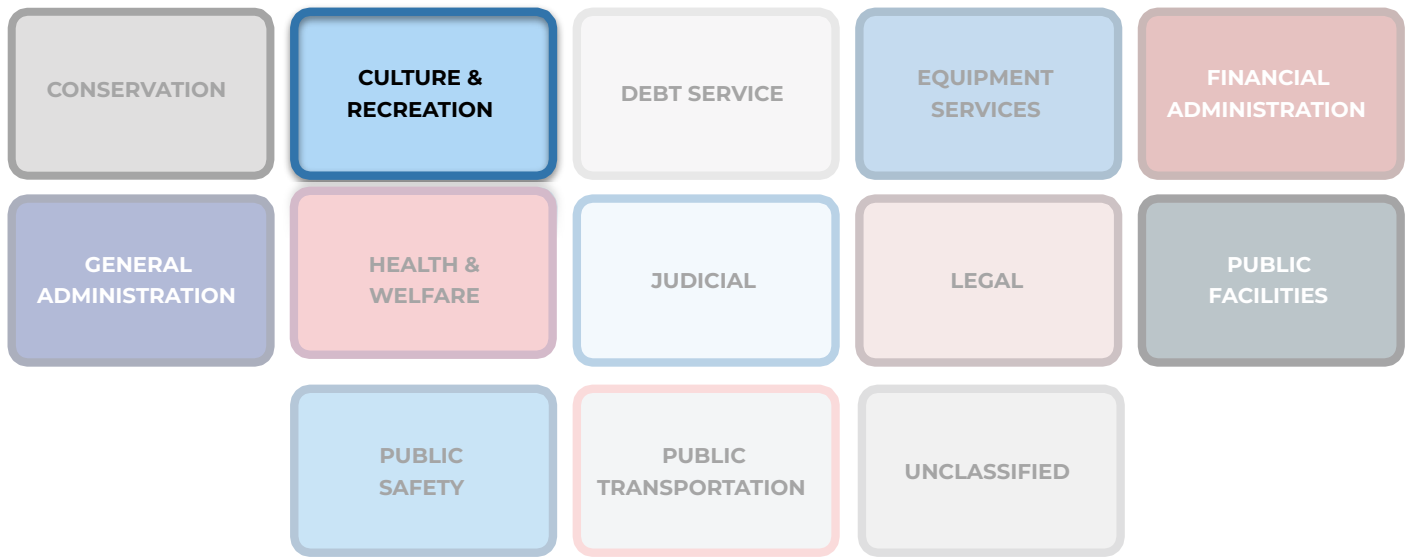 CONSERVATION
CULTURE &
RECREATION
DEBT SERVICE
EQUIPMENT
SERVICES
FINANCIAL
ADMINISTRATION
GENERAL
ADMINISTRATION
HEALTH &
WELFARE
JUDICIAL
LEGAL
PUBLIC
FACILITIES
PUBLIC
SAFETY
PUBLIC
TRANSPORTATION
UNCLASSIFIED